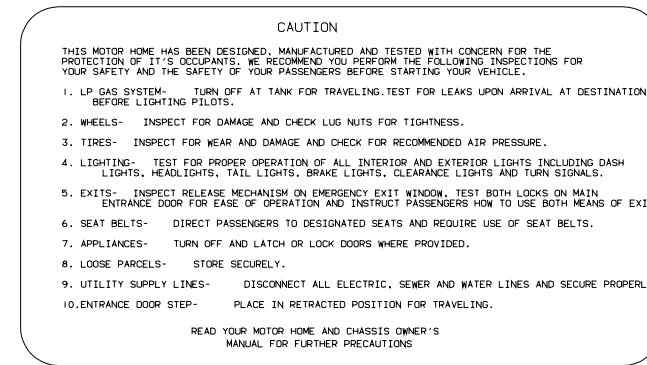 CAUTION
THIS MOTOR HOME HAS BEEN DESIGNED, MANUFACTURED AND TESTED WITH CONCERN FOR THE
PROTECTION OF IT'S OCCUPANTS. WE RECOMMEND YOU PERFORM THE FOLLOWING INSPECTIONS FOR
YOUR SAFETY AND THE SAFETY OF YOUR PASSENGERS BEFORE STARTING YOUR VEHICLE.
1. LP GAS SYSTEM- TURN OFF AT TANK FOR TRAVELING.TEST FOR LEAKS UPON ARRIVAL AT DESTINATION
BEFORE LIGHTING PILOTS.
2. WHEELS- INSPECT FOR DAMAGE AND CHECK LUG NUTS FOR TIGHTNESS.
3. TIRES- INSPECT FOR WEAR AND DAMAGE AND CHECK FOR RECOMMENDED AIR PRESSURE.
4. LIGHTING- TEST FOR PROPER OPERATION OF ALL INTERIOR AND EXTERIOR LIGHTS INCLUDING DASH
LIGHTS, HEADLIGHTS, TAIL LIGHTS, BRAKE LIGHTS, CLEARANCE LIGHTS AND TURN SIGNALS.
5. EXITS- INSPECT RELEASE MECHANISM ON EMERGENCY EXIT WINDOW, TEST BOTH LOCKS ON MAIN
ENTRANCE DOOR FOR EASE OF OPERATION AND INSTRUCT PASSENGERS HOW TO USE BOTH MEANS OF EXI
6. SEAT BELTS- DIRECT PASSENGERS TO DESIGNATED SEATS AND REQUIRE USE OF SEAT BELTS.
7. APPLIANCES- TURN OFF AND LATCH OR LOCK DOORS WHERE PROVIDED.
8. LOOSE PARCELS- STORE SECURELY.
9. UTILITY SUPPLY LINES- DISCONNECT ALL ELECTRIC, SEWER AND WATER LINES AND SECURE PROPERL
10.ENTRANCE DOOR STEP- PLACE IN RETRACTED POSITION FOR TRAVELING.
READ YOUR MOTOR HOME AND CHASSIS OWNER'S
MANUAL FOR FURTHER PRECAUTIONS